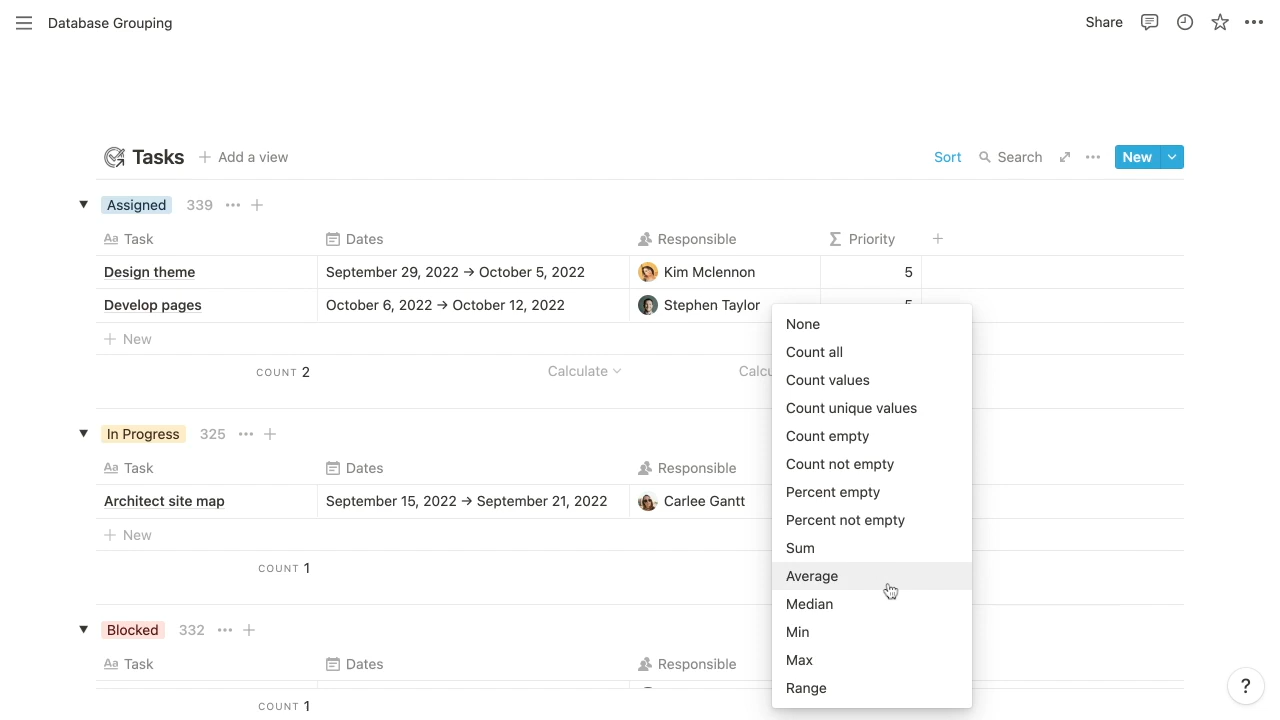 Database Grouping
Share
Tasks
Add a view
Sort
Search
New
Assigned 339
Aa Task
Dates
Responsible
Σ Priority
Design theme
September 29, 2022 → October 5, 2022
Kim Mclennon
5
Develop pages
October 6, 2022 → October 12, 2022
Stephen Taylor
New
COUNT 2
Calculate
In Progress 325
Aa Task
Dates
Responsible
Architect site map
September 15, 2022 → September 21, 2022
Carlee Gantt
New
COUNT 1
Blocked 332
Aa Task
Dates
Responsible
COUNT 1
None
Count all
Count values
Count unique values
Count empty
Count not empty
Percent empty
Percent not empty
Sum
Average
Median
Min
Max
Range
?